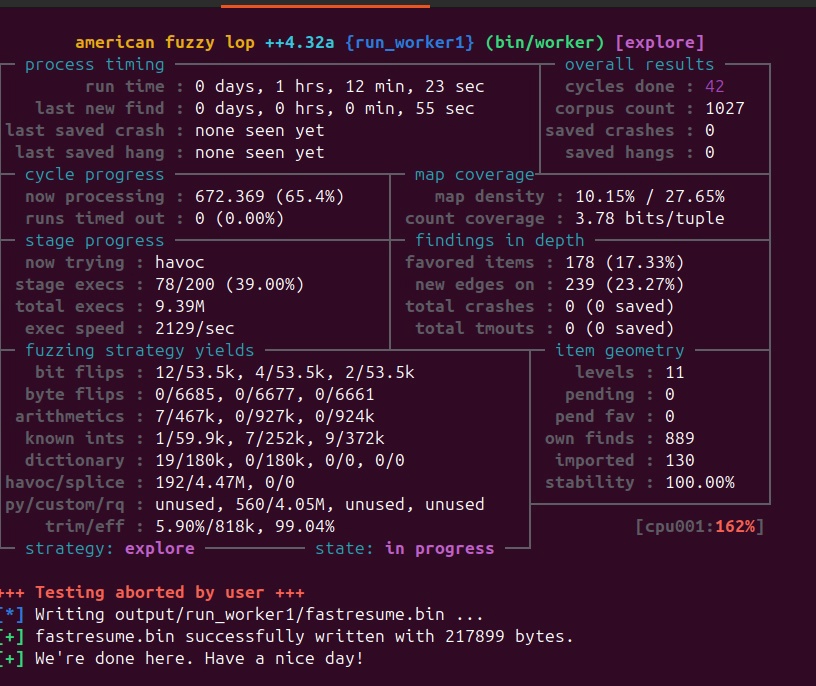 american fuzzy lop ++4.32a {run_worker1} (bin/worker) [explore]
process timing overall results
run time : 0 days, 1 hrs, 12 min, 23 sec cycles done : 42
last new find : 0 days, 0 hrs, 0 min, 55 sec corpus count : 1027
last saved crash : none seen yet saved crashes : 0
last saved hang : none seen yet saved hangs : 0
cycle progress map coverage
now processing : 672.369 (65.4%) map density : 10.15% / 27.65%
runs timed out : 0 (0.00%) count coverage : 3.78 bits/tuple
stage progress findings in depth
now trying : havoc favored items : 178 (17.33%)
stage execs : 78/200 (39.00%) new edges on : 239 (23.27%)
total execs : 9.39M total crashes : 0 (0 saved)
exec speed : 2129/sec total tmouts : 0 (0 saved)
fuzzing strategy yields item geometry
bit flips : 12/53.5k, 4/53.5k, 2/53.5k levels : 11
byte flips : 0/6685, 0/6677, 0/6661 pending : 0
arithmetics : 7/467k, 0/927k, 0/924k pend fav : 0
known ints : 1/59.9k, 7/252k, 9/372k own finds : 889
dictionary : 19/180k, 0/180k, 0/0, 0/0 imported : 130
havoc/splice : 192/4.47M, 0/0 stability : 100.00%
py/custom/rq : unused, 560/4.05M, unused, unused
trim/eff : 5.90%/818k, 99.04% [cpu001:162%]
strategy: explore state: in progress
+++ Testing aborted by user +++
[*] Writing output/run_worker1/fastresume.bin ...
[+] fastresume.bin successfully written with 217899 bytes.
[+] We're done here. Have a nice day!